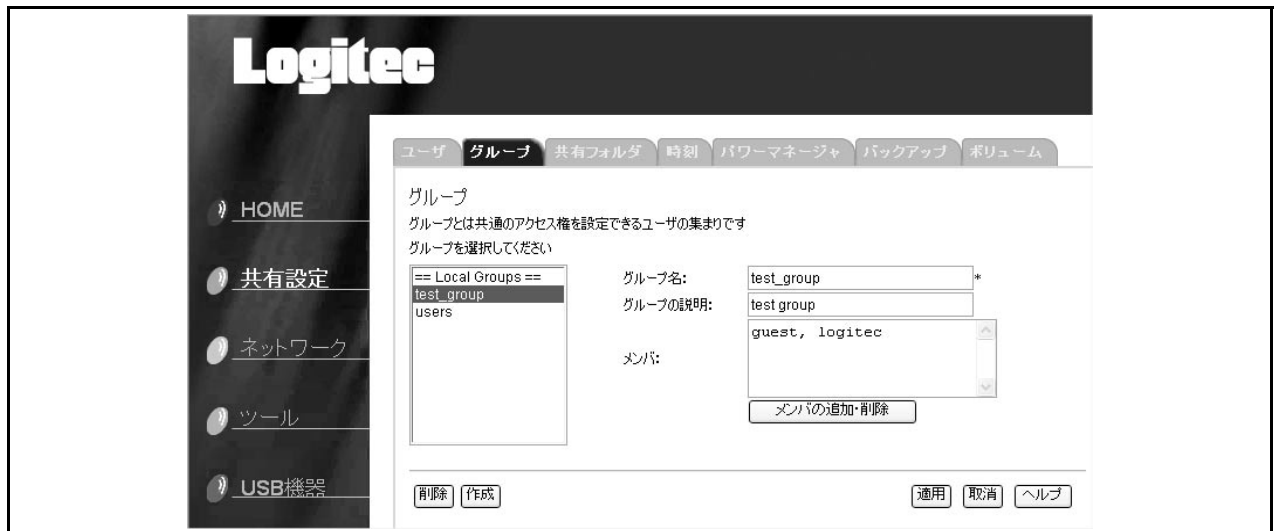 Logitec
ユーザ グループ 共有フォルダ 時刻 パワーマネージャ バックアップ ボリューム
HOME
共有設定
ネットワーク
ツール
USB機器
グループ
グループとは共通のアクセス権を設定できるユーザの集まりです
グループを選択してください
== Local Groups ==
test_group
users
グループ名: test_group *
グループの説明: test group
メンバ: guest, logitec
メンバの追加・削除
削除 作成 適用 取消 ヘルプ